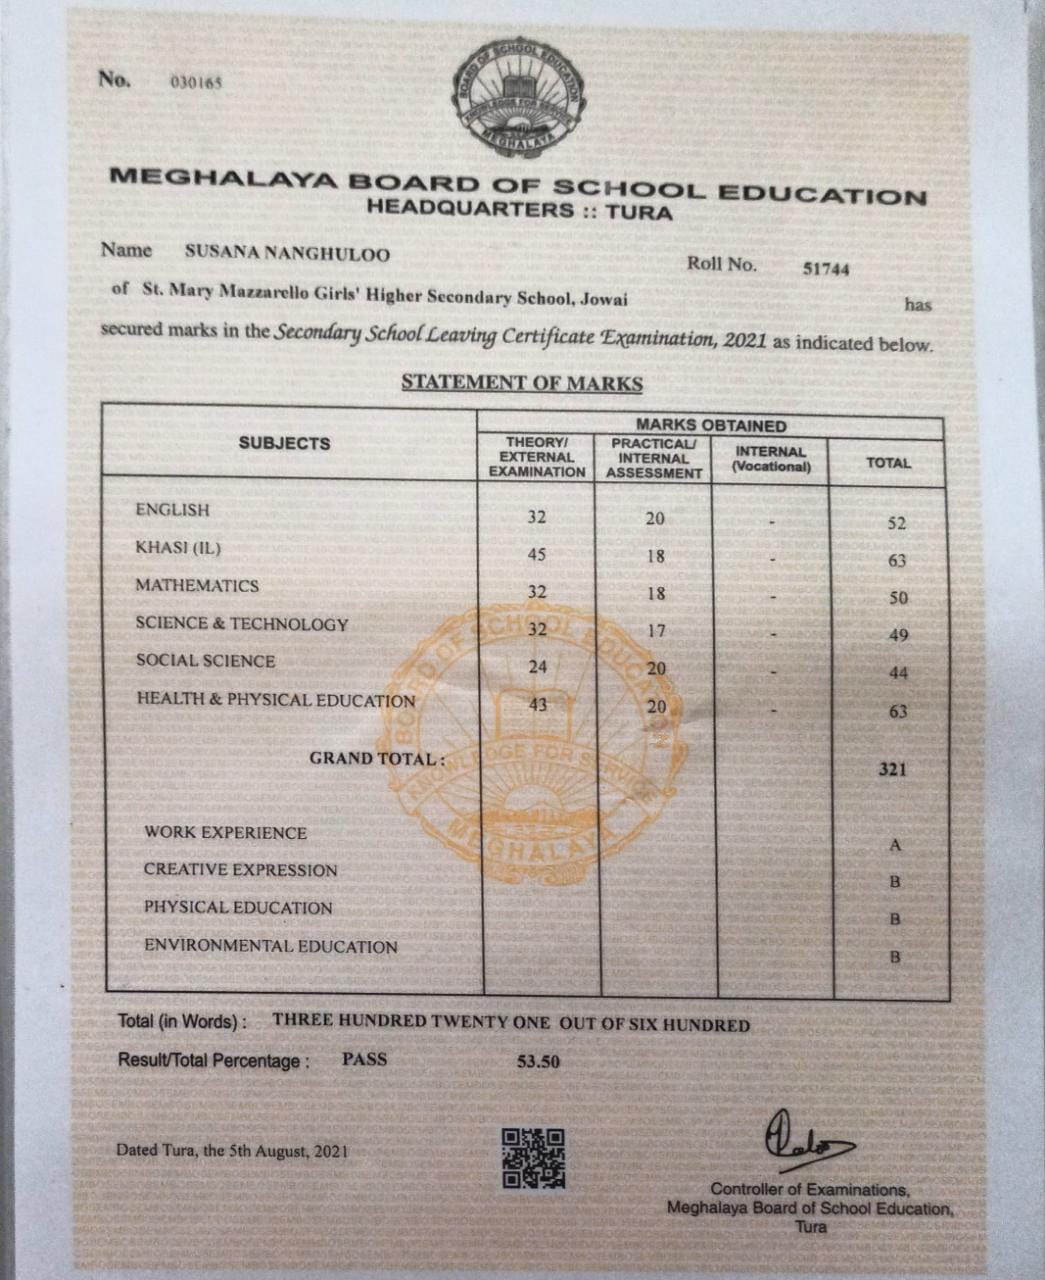 No. 030165
BOARD OF SCHOOL EDUCATION
KNOWLEDGE FOR SERVICE
MEGHALAYA
MEGHALAYA BOARD OF SCHOOL EDUCATION
HEADQUARTERS :: TURA
Name SUSANA NANGHULOO Roll No. 51744
of St. Mary Mazzarello Girls' Higher Secondary School, Jowai has
secured marks in the Secondary School Leaving Certificate Examination, 2021 as indicated below.
STATEMENT OF MARKS
SUBJECTS MARKS OBTAINED
THEORY/ EXTERNAL EXAMINATION PRACTICAL/ INTERNAL ASSESSMENT INTERNAL (Vocational) TOTAL
ENGLISH 32 20 - 52
KHASI (IL) 45 18 - 63
MATHEMATICS 32 18 - 50
SCIENCE & TECHNOLOGY 32 17 - 49
SOCIAL SCIENCE 24 20 - 44
HEALTH & PHYSICAL EDUCATION 43 20 - 63
GRAND TOTAL : 321
WORK EXPERIENCE A
CREATIVE EXPRESSION B
PHYSICAL EDUCATION B
ENVIRONMENTAL EDUCATION B
BOARD OF SCHOOL EDUCATION
KNOWLEDGE FOR SERVICE
MEGHALAYA
Total (in Words) : THREE HUNDRED TWENTY ONE OUT OF SIX HUNDRED
Result/Total Percentage : PASS 53.50
Dated Tura, the 5th August, 2021
Controller of Examinations,
Meghalaya Board of School Education,
Tura